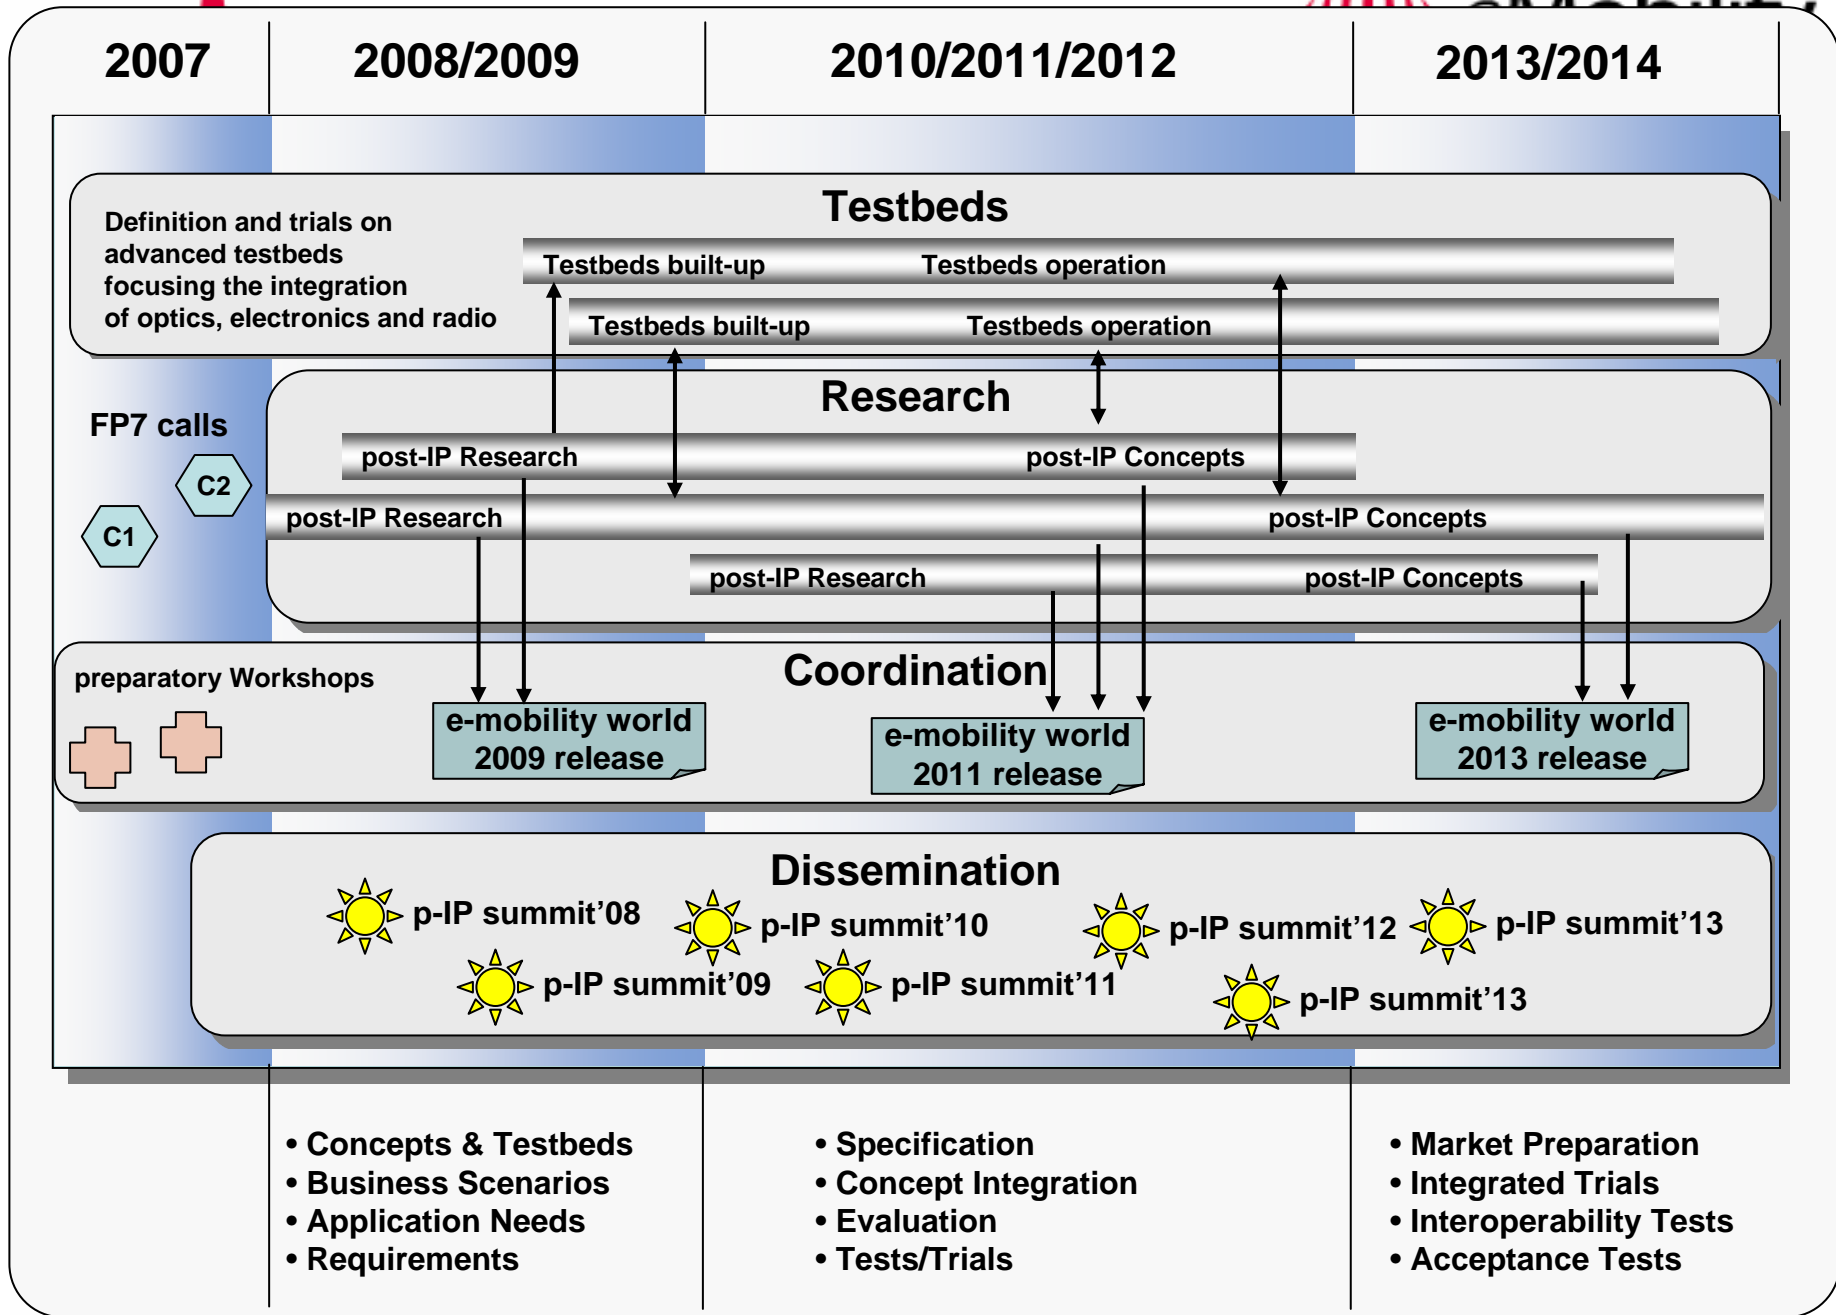 2007
2008/2009
2010/2011/2012
2013/2014
Testbeds
Definition and trials on
advanced testbeds
focusing the integration
of optics, electronics and radio
Testbeds built-up
Testbeds operation
Testbeds built-up
Testbeds operation
Research
FP7 calls
C2
C1
post-IP Research
post-IP Concepts
post-IP Research
post-IP Concepts
post-IP Research
post-IP Concepts
Coordination
preparatory Workshops
e-mobility world
2009 release
e-mobility world
2011 release
e-mobility world
2013 release
Dissemination
p-IP summit’08
p-IP summit’10
p-IP summit’12
p-IP summit’13
p-IP summit’09
p-IP summit’11
p-IP summit’13
• Concepts & Testbeds
• Business Scenarios
• Application Needs
• Requirements
• Specification
• Concept Integration
• Evaluation
• Tests/Trials
• Market Preparation
• Integrated Trials
• Interoperability Tests
• Acceptance Tests